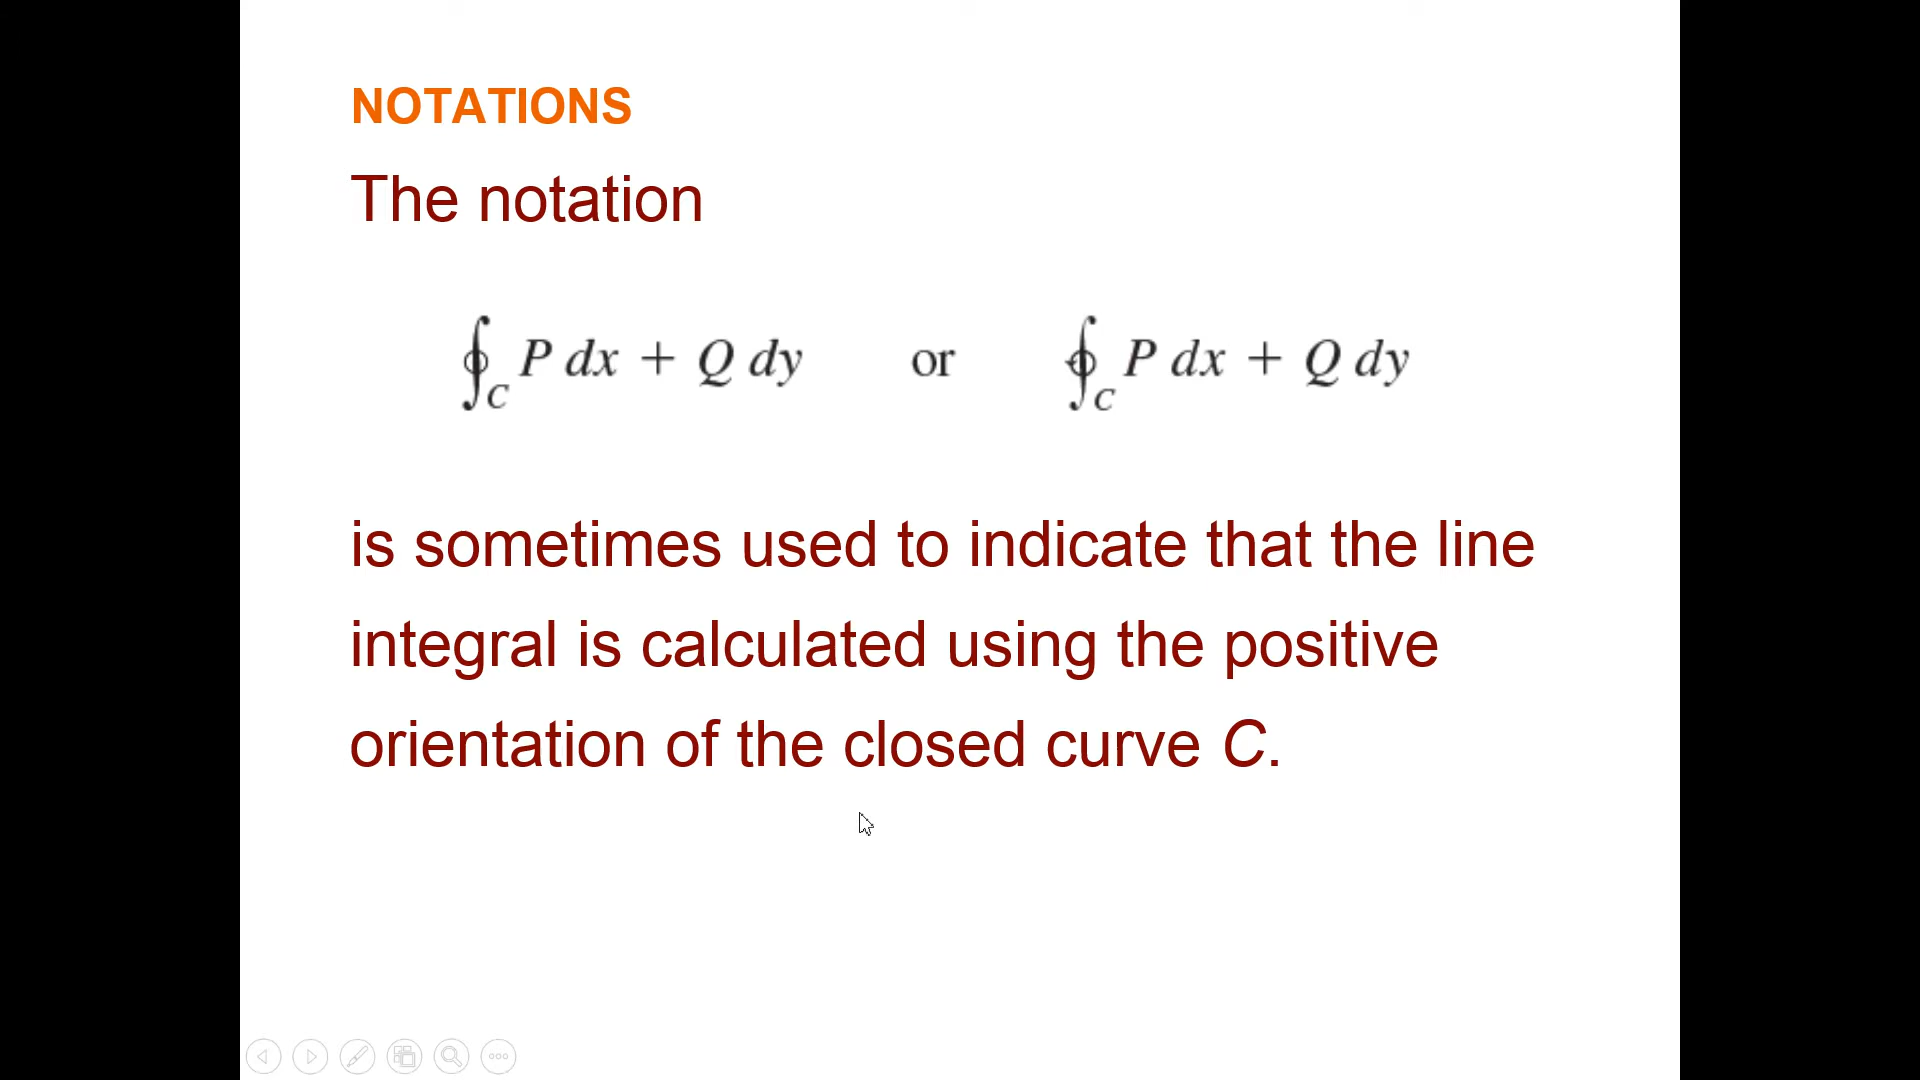 NOTATIONS
The notation
∮_C P dx + Q dy or ∮_C P dx + Q dy
is sometimes used to indicate that the line
integral is calculated using the positive
orientation of the closed curve C.